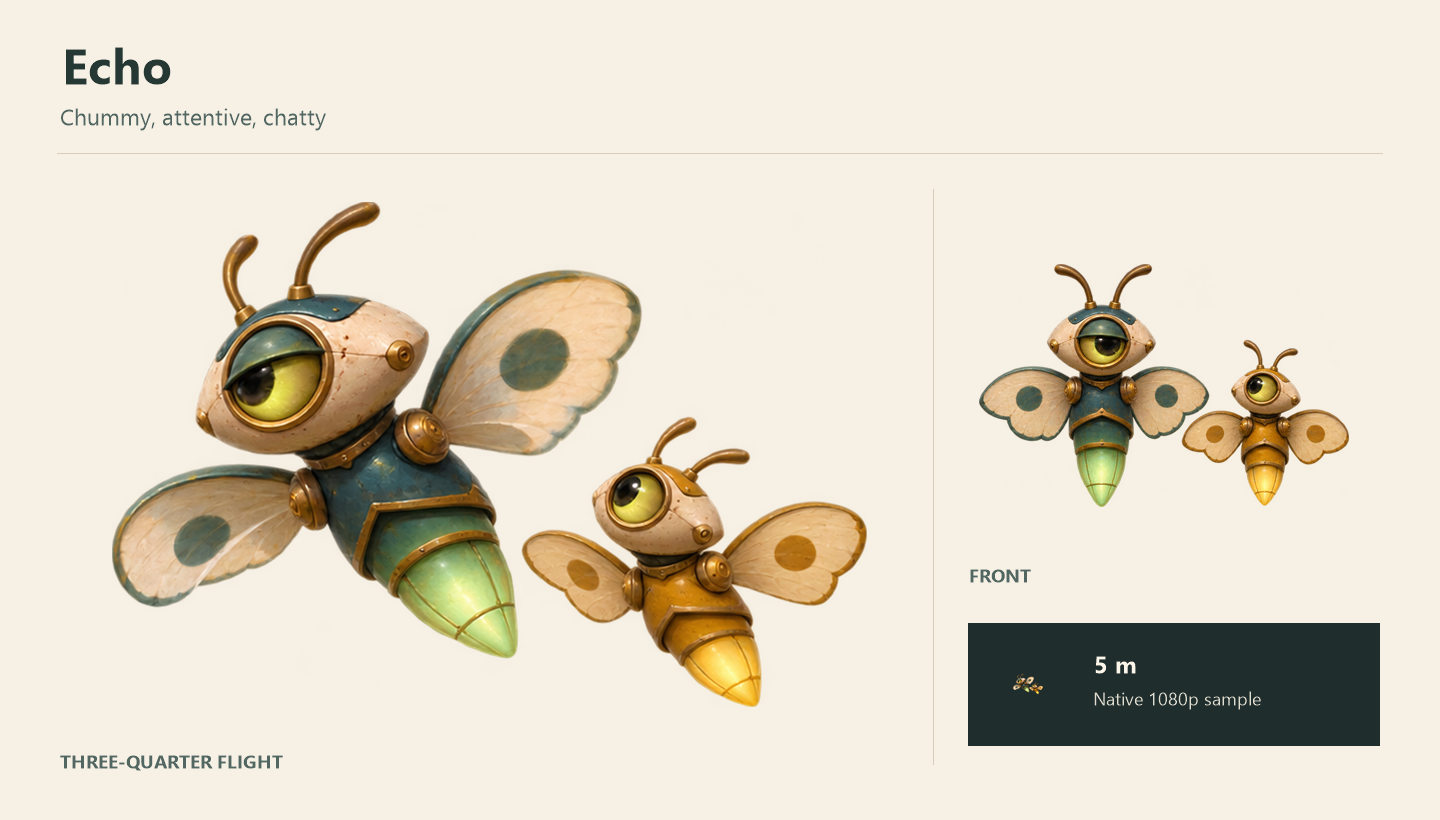 Echo
Chummy, attentive, chatty
THREE-QUARTER FLIGHT
FRONT
5 m
Native 1080p sample